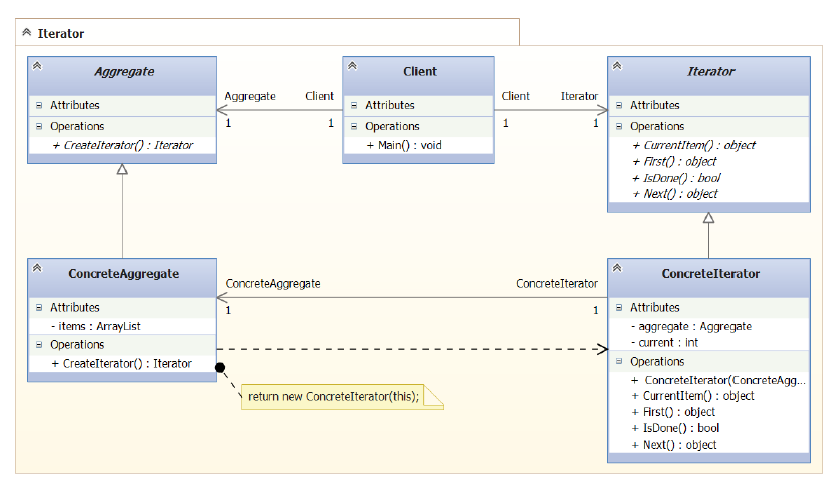 Iterator
Aggregate
Attributes
Operations
+ CreateIterator() : Iterator
Aggregate Client
1 1
Client
Attributes
Operations
+ Main() : void
Client Iterator
1 1
Iterator
Attributes
Operations
+ CurrentItem() : object
+ First() : object
+ IsDone() : bool
+ Next() : object
ConcreteAggregate
Attributes
- items : ArrayList
Operations
+ CreateIterator() : Iterator
ConcreteAggregate ConcreteIterator
1 1
return new ConcreteIterator(this);
ConcreteIterator
Attributes
- aggregate : Aggregate
- current : int
Operations
+ ConcreteIterator(ConcreteAgg...
+ CurrentItem() : object
+ First() : object
+ IsDone() : bool
+ Next() : object